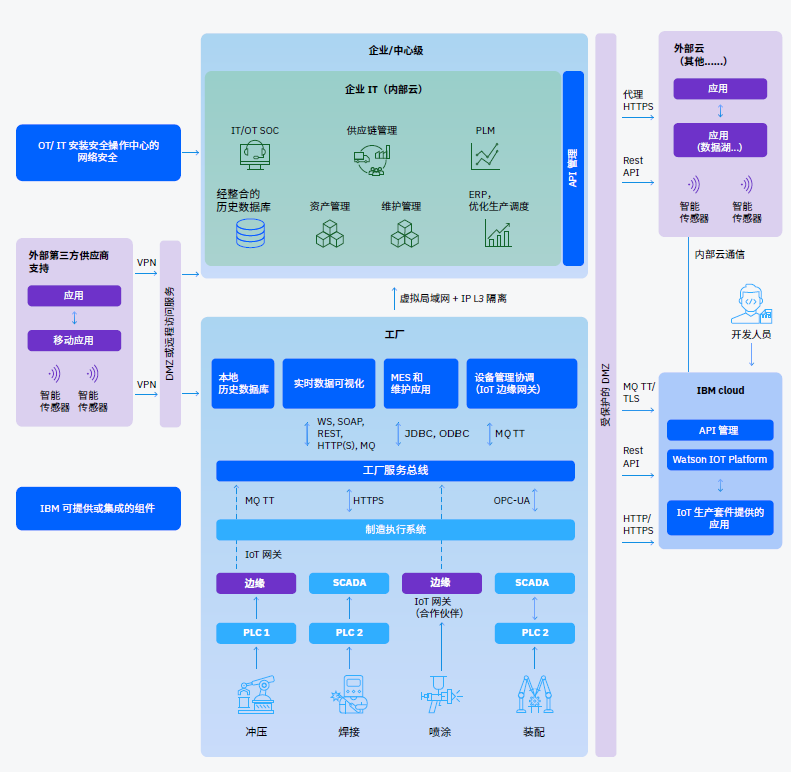 企业/中心级
企业 IT（内部云）
IT/OT SOC
供应链管理
PLM
经整合的
历史数据库
资产管理
维护管理
ERP，
优化生产调度
API 管理
OT/ IT 安装安全操作中心的
网络安全
外部第三方供应商
支持
应用
移动应用
智能
传感器
智能
传感器
VPN
VPN
DMZ 或远程访问服务
IBM 可提供或集成的组件
虚拟局域网 + IP L3 隔离
工厂
本地
历史数据库
实时数据可视化
MES 和
维护应用
设备管理协调
（IoT 边缘网关）
WS, SOAP,
REST,
HTTP(S), MQ
JDBC, ODBC
MQ TT
工厂服务总线
MQ TT
HTTPS
OPC-UA
制造执行系统
IoT 网关
边缘
SCADA
边缘
SCADA
IoT 网关
（合作伙伴）
PLC 1
PLC 2
PLC 2
冲压
焊接
喷涂
装配
受保护的 DMZ
代理
HTTPS
Rest
API
外部云
（其他......）
应用
应用
（数据湖...）
智能
传感器
智能
传感器
内部云通信
开发人员
MQ TT/
TLS
Rest
API
HTTP/
HTTPS
IBM cloud
API 管理
Watson IOT Platform
IoT 生产套件提供的
应用